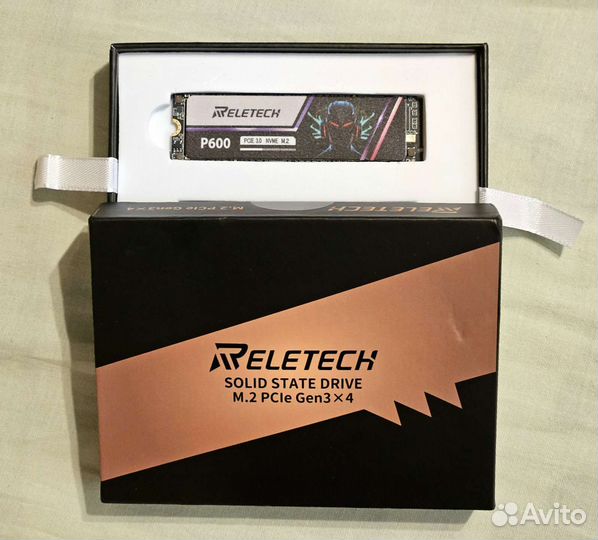 RELETECH
P600
PCIE 3.0 NVME M.2
RELETECH
M.2 PCIe Gen3×4
RELETECH
SOLID STATE DRIVE
M.2 PCIe Gen3×4
Avito